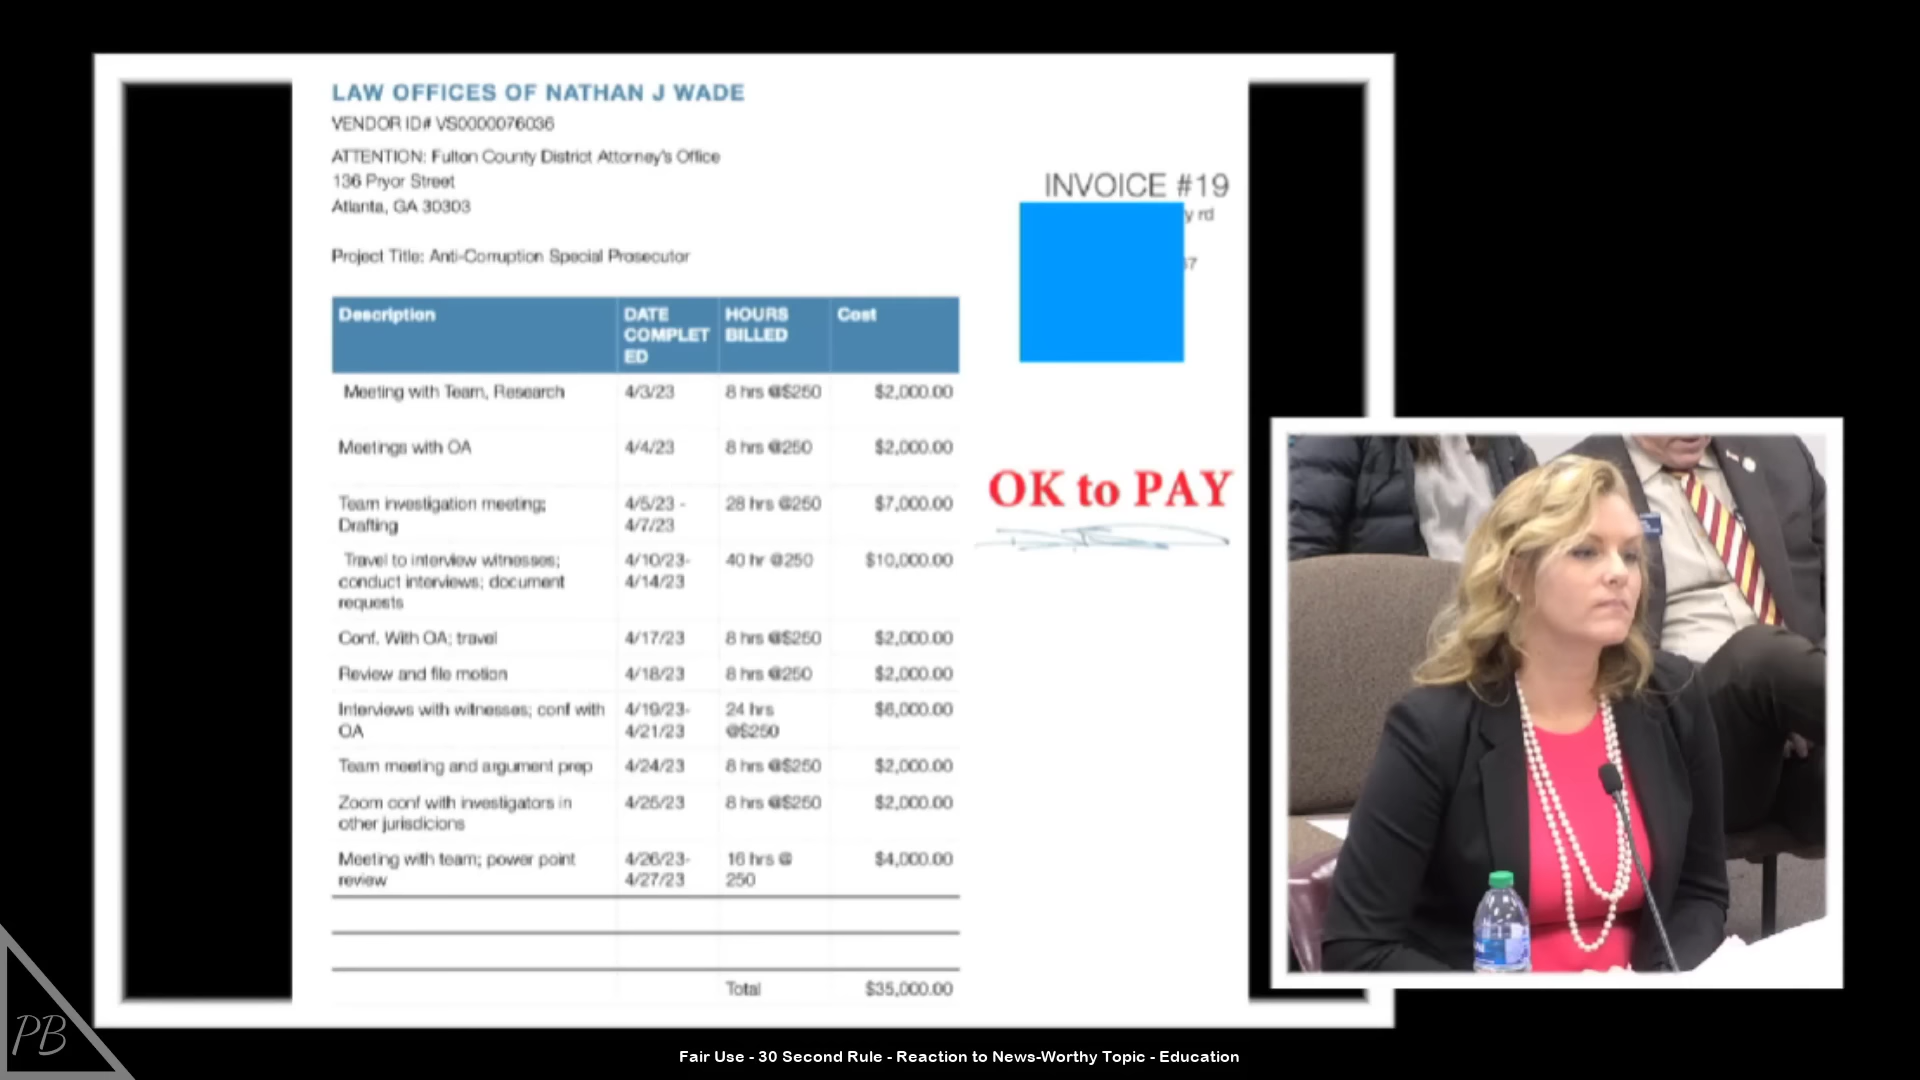 LAW OFFICES OF NATHAN J WADE
VENDOR ID# VS0000076036
ATTENTION: Fulton County District Attorney's Office
136 Pryor Street
Atlanta, GA 30303
INVOICE #19
y rd
37
Project Title: Anti-Corruption Special Prosecutor
Description DATE COMPLET ED HOURS BILLED Cost
Meeting with Team, Research 4/3/23 8 hrs @$250 $2,000.00
Meetings with OA 4/4/23 8 hrs @250 $2,000.00
Team investigation meeting; 4/5/23 - 28 hrs @250 $7,000.00
Drafting 4/7/23
Travel to interview witnesses; 4/10/23- 40 hr @250 $10,000.00
conduct interviews; document 4/14/23
requests
Conf. With OA; travel 4/17/23 8 hrs @$250 $2,000.00
Review and file motion 4/18/23 8 hrs @250 $2,000.00
Interviews with witnesses; conf with 4/19/23- 24 hrs $6,000.00
OA 4/21/23 @$250
Team meeting and argument prep 4/24/23 8 hrs @$250 $2,000.00
Zoom conf with investigators in 4/25/23 8 hrs @$250 $2,000.00
other jurisdicions
Meeting with team; power point 4/26/23- 16 hrs @ $4,000.00
review 4/27/23 250
Total $35,000.00
OK to PAY
PB
Fair Use - 30 Second Rule - Reaction to News-Worthy Topic - Education